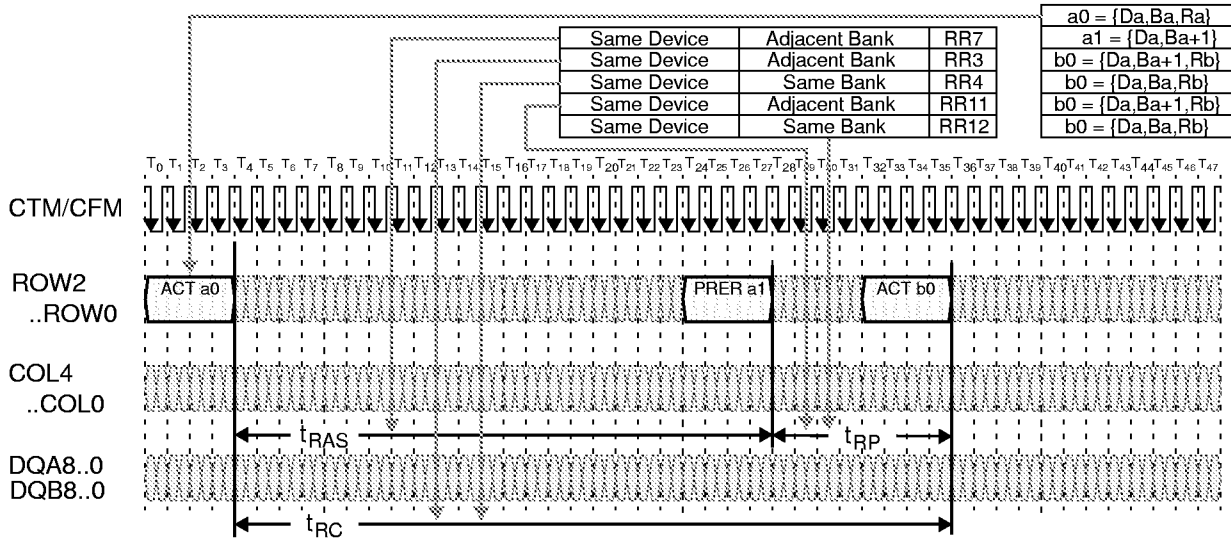 a0 = {Da,Ba,Ra}
Same Device Adjacent Bank RR7 a1 = {Da,Ba+1}
Same Device Adjacent Bank RR3 b0 = {Da,Ba+1,Rb}
Same Device Same Bank RR4 b0 = {Da,Ba,Rb}
Same Device Adjacent Bank RR11 b0 = {Da,Ba+1,Rb}
Same Device Same Bank RR12 b0 = {Da,Ba,Rb}
T0 T1 T2 T3 T4 T5 T6 T7 T8 T9 T10 T11 T12 T13 T14 T15 T16 T17 T18 T19 T20 T21 T22 T23 T24 T25 T26 T27 T28 T31 T32 T33 T34 T35 T36 T37 T38 T39 T40 T41 T42 T43 T44 T45 T46 T47
CTM/CFM
ROW2 ACT a0 PRER a1 ACT b0
..ROW0
COL4
..COL0
tRAS tRP
DQA8..0
DQB8..0
tRC